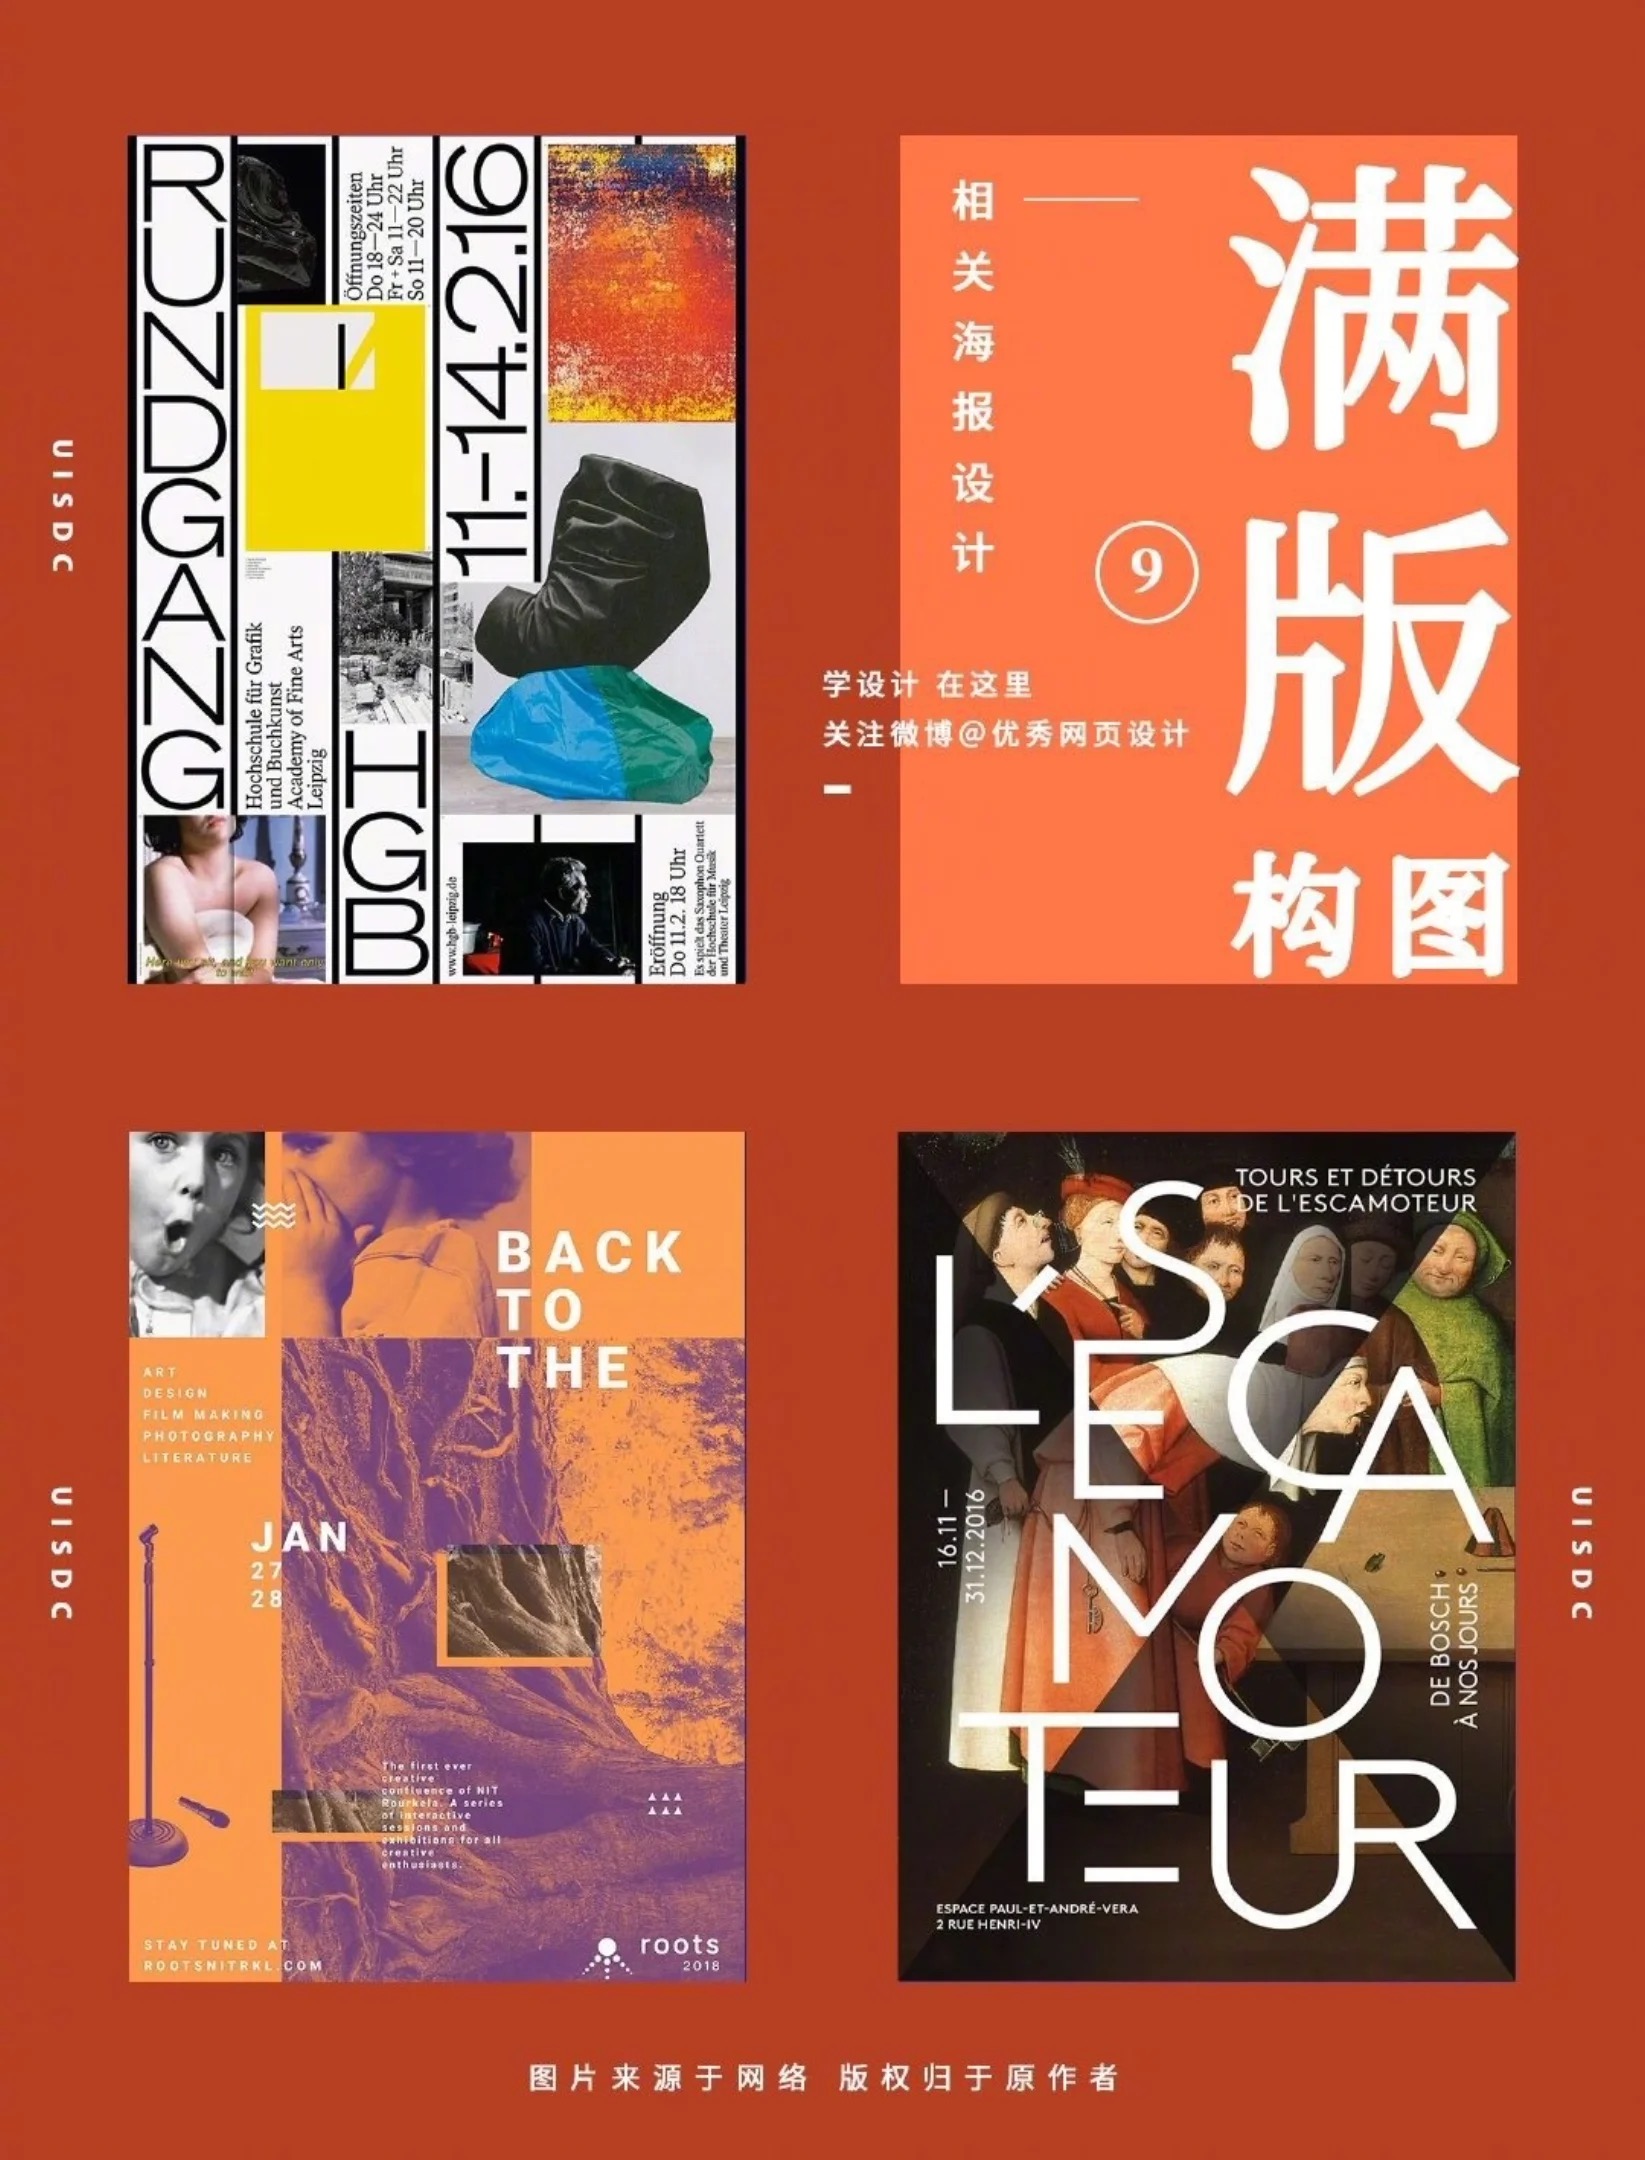 RUNDGANG
Öffnungszeiten
Do 18—24 Uhr
Fr + Sa 11—22 Uhr
So 11—20 Uhr
11.–14.2.16
Hochschule für Grafik
und Buchkunst
Academy of Fine Arts
Leipzig
HGB
www.hgb-leipzig.de
Eröffnung
Do 11.2. 18 Uhr
Es spielt das Saxophon Quartett
der Hochschule für Musik
und Theater Leipzig
UISDC
满版
构图
相关海报设计
9
学设计 在这里
关注微博@优秀网页设计
BACK
TO
THE
ART
DESIGN
FILM MAKING
PHOTOGRAPHY
LITERATURE
JAN
27
28
The first ever
creative
confluence of NIT
Rourkela. A series
of interactive
sessions and
exhibitions for all
creative
enthusiasts.
STAY TUNED AT
ROOTSNITRKL.COM
roots
2018
UISDC
TOURS ET DÉTOURS
DE L'ESCAMOTEUR
L'ESCAMOTEUR
16.11 —
31.12.2016
DE BOSCH
À NOS JOURS
ESPACE PAUL-ET-ANDRÉ-VERA
2 RUE HENRI-IV
UISDC
图片来源于网络 版权归于原作者